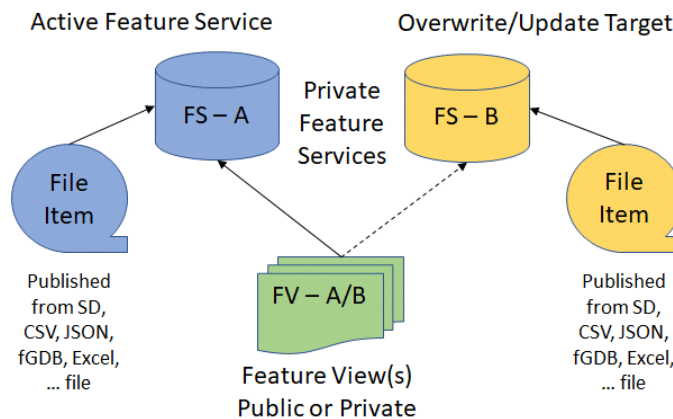 Active Feature Service
Overwrite/Update Target
FS – A
Private
Feature
Services
FS – B
File
Item
File
Item
Published
from SD,
CSV, JSON,
fGDB, Excel,
... file
FV – A/B
Published
from SD,
CSV, JSON,
fGDB, Excel,
... file
Feature View(s)
Public or Private